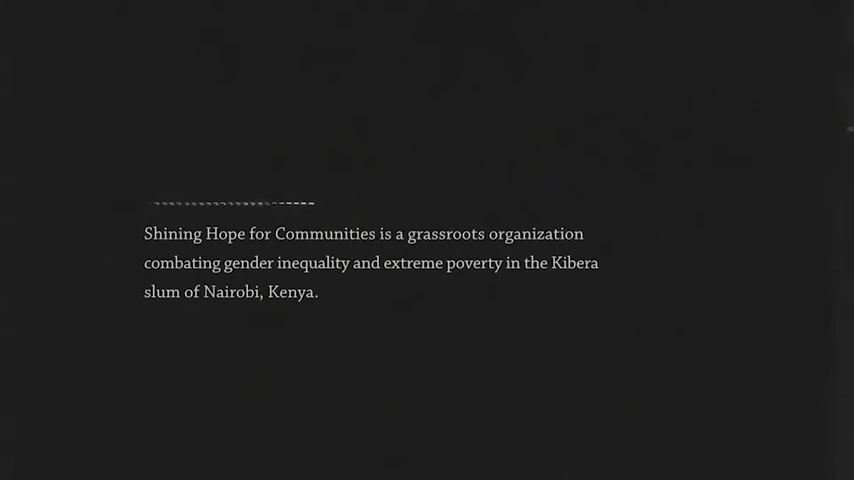 Shining Hope for Communities is a grassroots organization
combating gender inequality and extreme poverty in the Kibera
slum of Nairobi, Kenya.